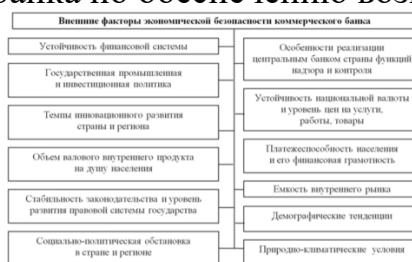 банка по обеспечению
Внешние факторы экономической безопасности коммерческого банка
Устойчивость финансовой системы
Государственная промышленная
и инвестиционная политика
Темпы инновационного развития
страны и региона
Объем валового внутреннего продукта
на душу населения
Стабильность законодательства и уровень
развития правовой системы государства
Социально-политическая обстановка
в стране и регионе
Особенности реализации
центральным банком страны функций
надзора и контроля
Устойчивость национальной валюты
и уровень цен на услуги,
работы, товары
Платежеспособность населения
и его финансовая грамотность
Емкость внутреннего рынка
Демографические тенденции
Природно-климатические условия